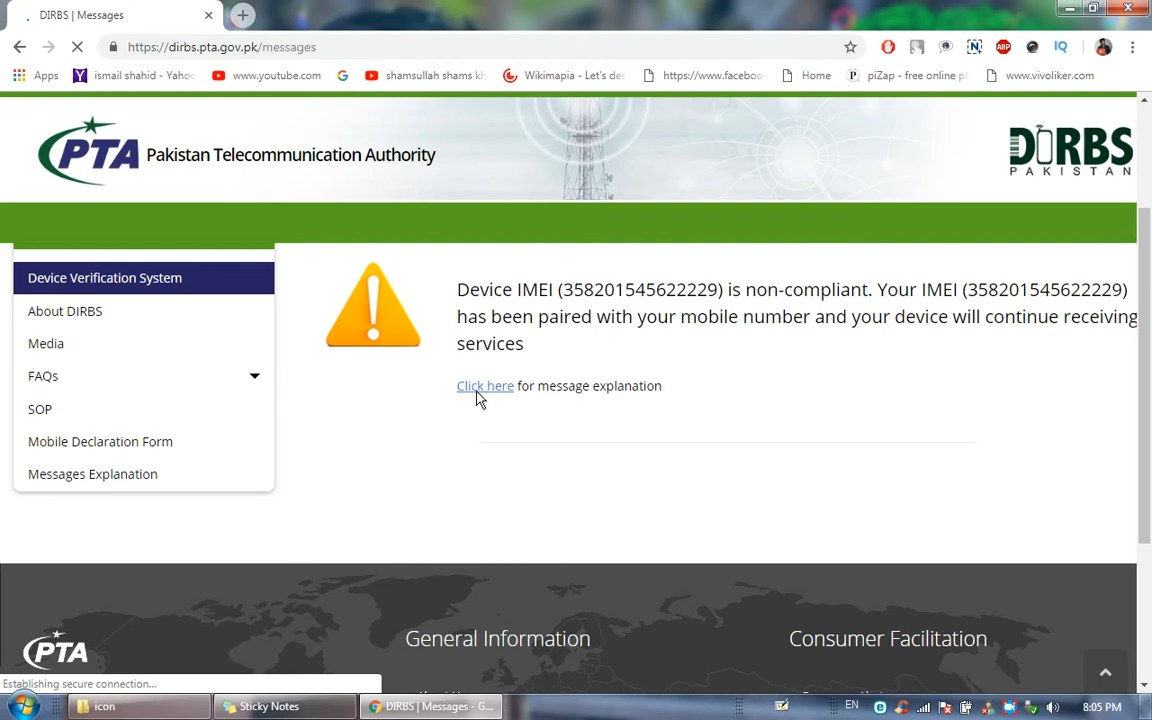 DIRBS | Messages
https://dirbs.pta.gov.pk/messages
ABP
IQ
Apps
ismail shahid - Yahoo
www.youtube.com
shamsullah shams kh
Wikimapia - Let's des
https://www.faceboo
Home
piZap - free online p
www.vivoliker.com
PTA
Pakistan Telecommunication Authority
DIRBS
PAKISTAN
Device Verification System
About DIRBS
Media
FAQs
SOP
Mobile Declaration Form
Messages Explanation
Device IMEI (358201545622229) is non-compliant. Your IMEI (358201545622229)
has been paired with your mobile number and your device will continue receiving
services
Click here for message explanation
PTA
General Information
Consumer Facilitation
Establishing secure connection...
icon
Sticky Notes
DIRBS | Messages - G...
EN
8:05 PM